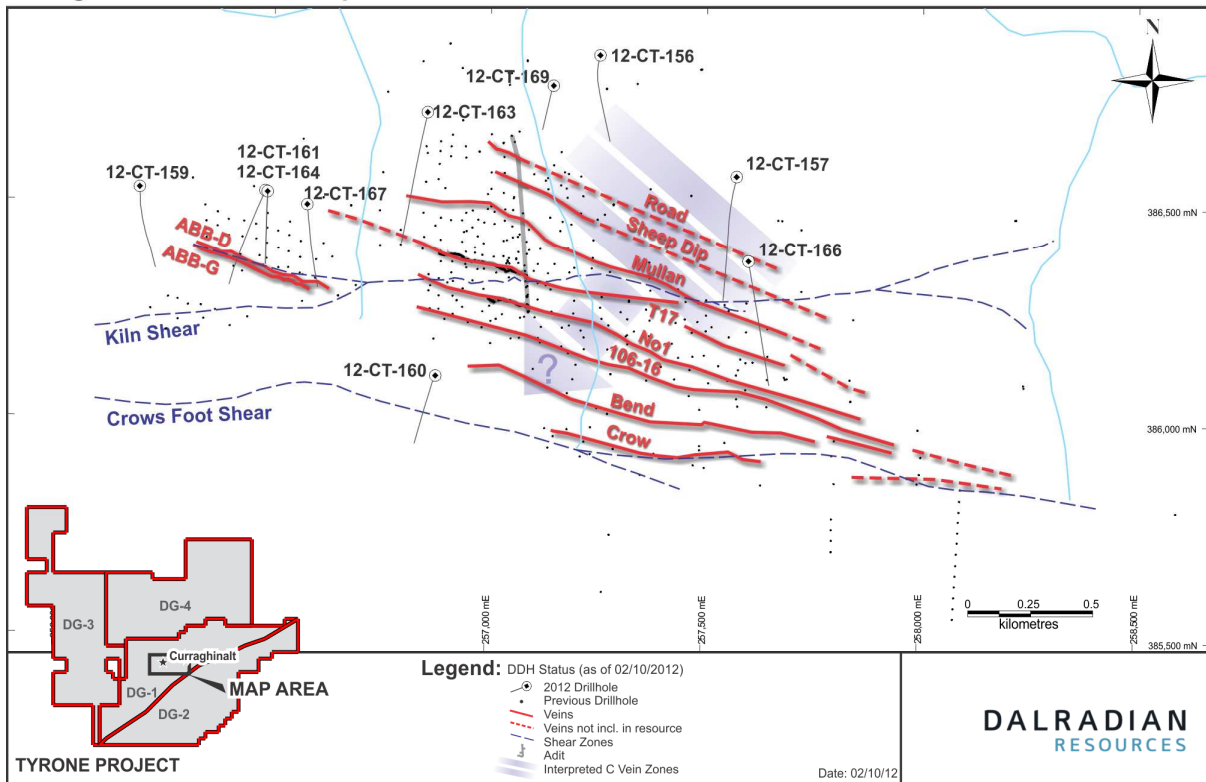 N
12-CT-156
12-CT-169
12-CT-163
12-CT-161
12-CT-164
12-CT-159
12-CT-167
12-CT-157
12-CT-166
12-CT-160
386,500 mN
386,000 mN
385,500 mN
Road
Sheep Dip
Mullan
T17
No1
106-16
Bend
Crow
ABB-D
ABB-G
Kiln Shear
Crows Foot Shear
?
257,000 mE
257,500 mE
258,000 mE
258,500 mE
0 0.25 0.5
kilometres
DG-4
DG-3
Curraghinalt
DG-1
MAP AREA
DG-2
TYRONE PROJECT
Legend: DDH Status (as of 02/10/2012)
2012 Drillhole
Previous Drillhole
Veins
Veins not incl. in resource
Shear Zones
Adit
Interpreted C Vein Zones
Date: 02/10/12
DALRADIAN
RESOURCES